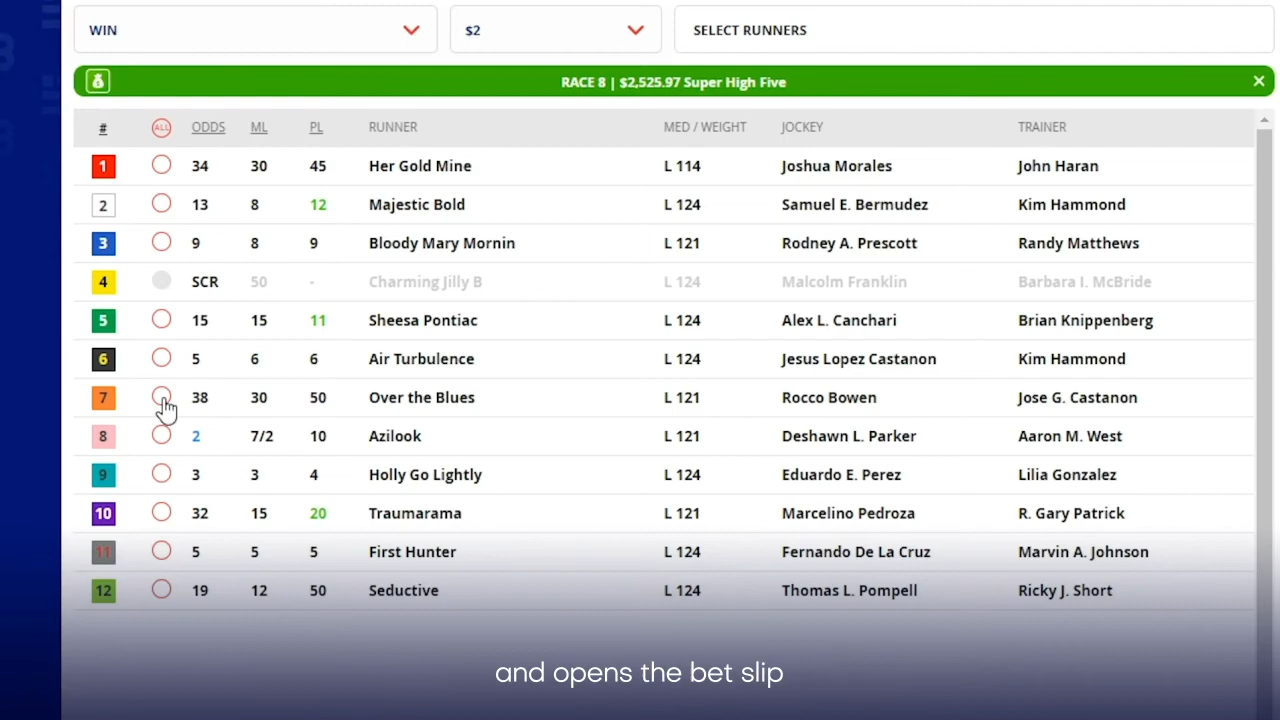 WIN $2 SELECT RUNNERS
RACE 8 | $2,525.97 Super High Five ×
# ALL ODDS ML PL RUNNER MED / WEIGHT JOCKEY TRAINER
1 34 30 45 Her Gold Mine L 114 Joshua Morales John Haran
2 13 8 12 Majestic Bold L 124 Samuel E. Bermudez Kim Hammond
3 9 8 9 Bloody Mary Mornin L 121 Rodney A. Prescott Randy Matthews
4 SCR 50 - Charming Jilly B L 124 Malcolm Franklin Barbara I. McBride
5 15 15 11 Sheesa Pontiac L 124 Alex L. Canchari Brian Knippenberg
6 5 6 6 Air Turbulence L 124 Jesus Lopez Castanon Kim Hammond
7 38 30 50 Over the Blues L 121 Rocco Bowen Jose G. Castanon
8 2 7/2 10 Azilook L 121 Deshawn L. Parker Aaron M. West
9 3 3 4 Holly Go Lightly L 124 Eduardo E. Perez Lilia Gonzalez
10 32 15 20 Traumarama L 121 Marcelino Pedroza R. Gary Patrick
11 5 5 5 First Hunter L 124 Fernando De La Cruz Marvin A. Johnson
12 19 12 50 Seductive L 124 Thomas L. Pompell Ricky J. Short
and opens the bet slip